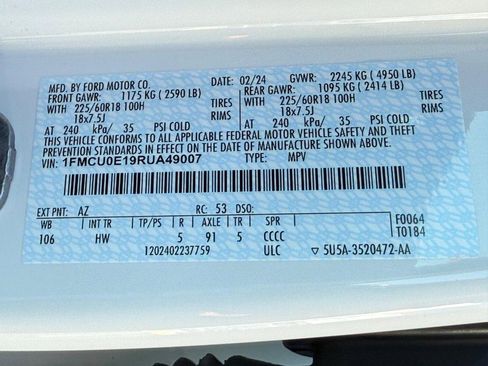 MFD. BY FORD MOTOR CO. 02/24 GVWR: 2245 KG ( 4950 LB)
FRONT GAWR: 1175 KG ( 2590 LB) REAR GAWR: 1095 KG ( 2414 LB)
WITH 225/60R18 100H TIRES WITH 225/60R18 100H TIRES
18x7.5J RIMS 18x7.5J RIMS
AT 240 kPa/ 35 PSI COLD AT 240 kPa/ 35 PSI COLD
THIS VEHICLE CONFORMS TO ALL APPLICABLE FEDERAL MOTOR VEHICLE SAFETY AND THEFT PREVENTION STANDARDS IN EFFECT ON THE DATE OF MANUFACTURE SHOWN ABOVE.
VIN: 1FMCU0E19RUA49007 TYPE: MPV
EXT PNT: AZ RC: 53 DSO: F0064
WB INT TR TP/PS R AXLE TR SPR T0184
106 HW 5 91 5 CCCC
1202402237759 ULC ▽ 5U5A-3520472-AA